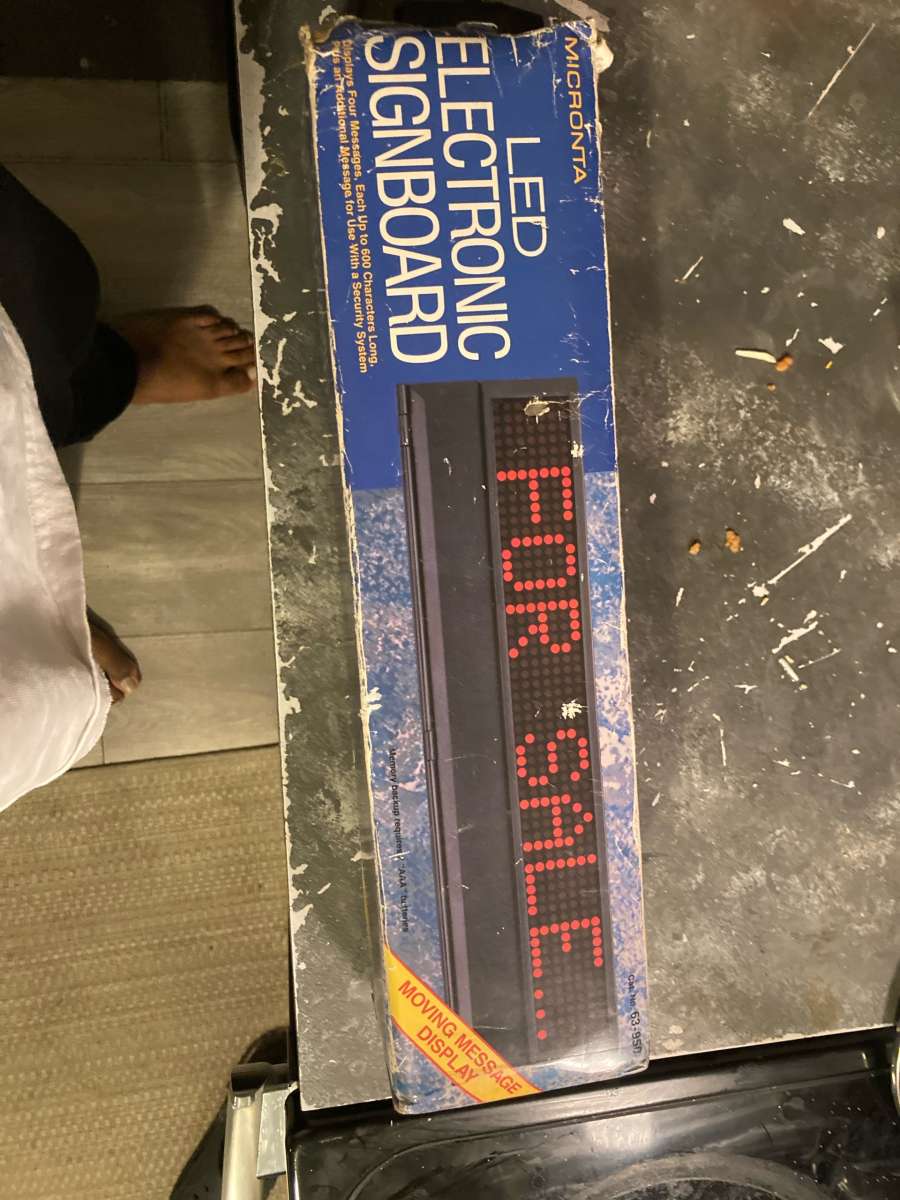 MICRONTA
LED
ELECTRONIC
SIGNBOARD
Displays Four Messages, Each Up to 600 Characters Long,
Plus an Additional Message for Use With a Security System
FOR SALE...
Cat. No. 63-950
Memory backup requires "AAA" batteries
MOVING MESSAGE
DISPLAY